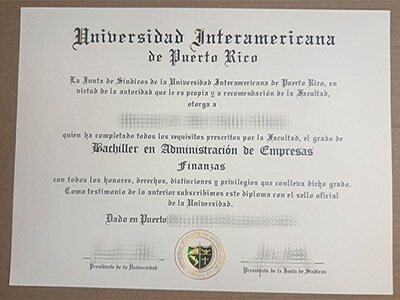 Universidad Interamericana
de Puerto Rico
La Junta de Síndicos de la Universidad Interamericana de Puerto Rico, en
virtud de la autoridad que le es propia y a recomendación de la Facultad,
otorga a
quien ha completado todos los requisitos prescritos por la Facultad, el grado de
Bachiller en Administración de Empresas
Finanzas
con todos los honores, derechos, distinciones y privilegios que conlleva dicho grado.
Como testimonio de lo anterior subscribimos este diploma con el sello oficial
de la Universidad.
Dado en Puerto
Presidente de la Universidad
Presidente de la Junta de Síndicos